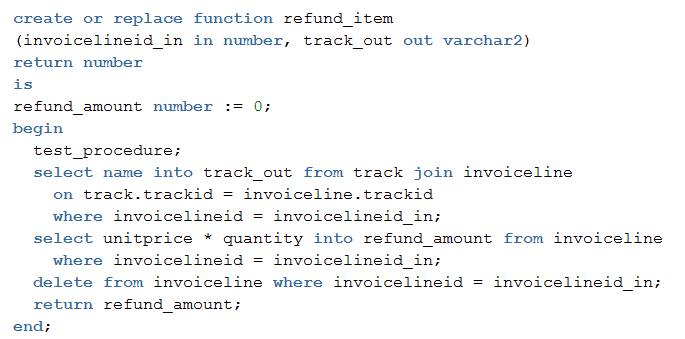 create or replace function refund_item
(invoicelineid_in in number, track_out out varchar2)
return number
is
refund_amount number := 0;
begin
  test_procedure;
  select name into track_out from track join invoiceline
    on track.trackid = invoiceline.trackid
    where invoicelineid = invoicelineid_in;
  select unitprice * quantity into refund_amount from invoiceline
    where invoicelineid = invoicelineid_in;
  delete from invoiceline where invoicelineid = invoicelineid_in;
  return refund_amount;
end;